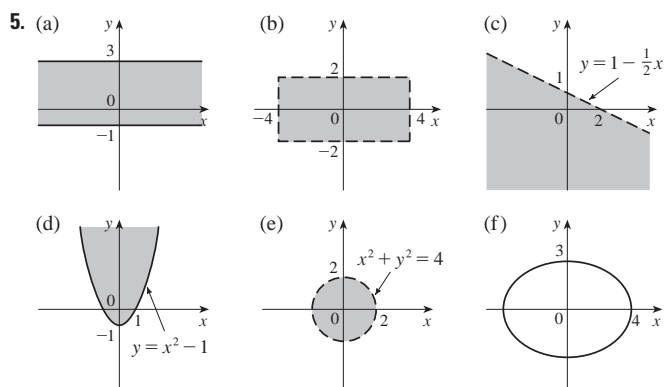 5. (a)
y
3
0
x
−1
(b)
y
2
−4
0
4 x
−2
(c)
y
y = 1 − 1/2 x
1
0
2
x
(d)
y
0
1
x
−1
y = x² − 1
(e)
y
x² + y² = 4
2
0
2
x
(f)
y
3
0
4 x